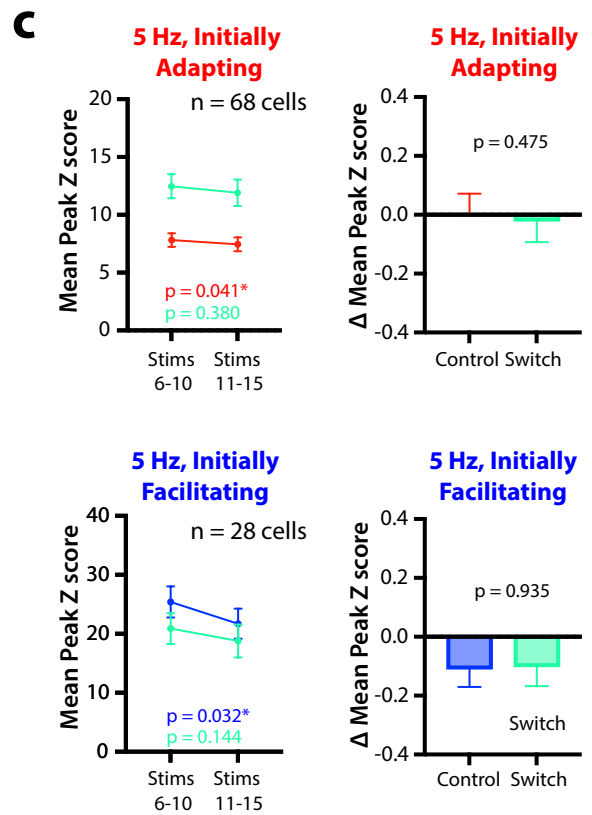 C
5 Hz, Initially
Adapting
n = 68 cells
Mean Peak Z score
20
15
10
5
0
p = 0.041*
p = 0.380
Stims
6-10
Stims
11-15
5 Hz, Initially
Adapting
Δ Mean Peak Z score
0.4
0.2
0.0
-0.2
-0.4
p = 0.475
Control Switch
5 Hz, Initially
Facilitating
n = 28 cells
Mean Peak Z score
40
30
20
10
0
p = 0.032*
p = 0.144
Stims
6-10
Stims
11-15
5 Hz, Initially
Facilitating
Δ Mean Peak Z score
0.4
0.2
0.0
-0.2
-0.4
p = 0.935
Switch
Control Switch